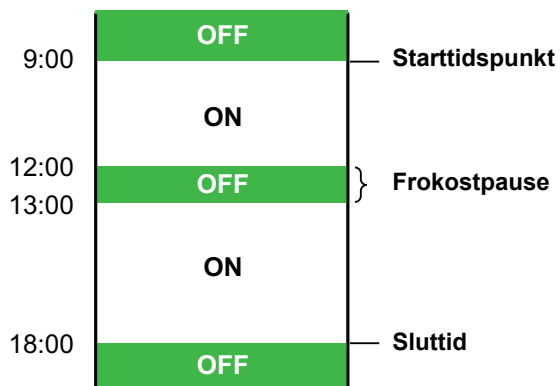 OFF
9:00 Starttidspunkt
ON
12:00
OFF Frokostpause
13:00
ON
18:00 Sluttid
OFF